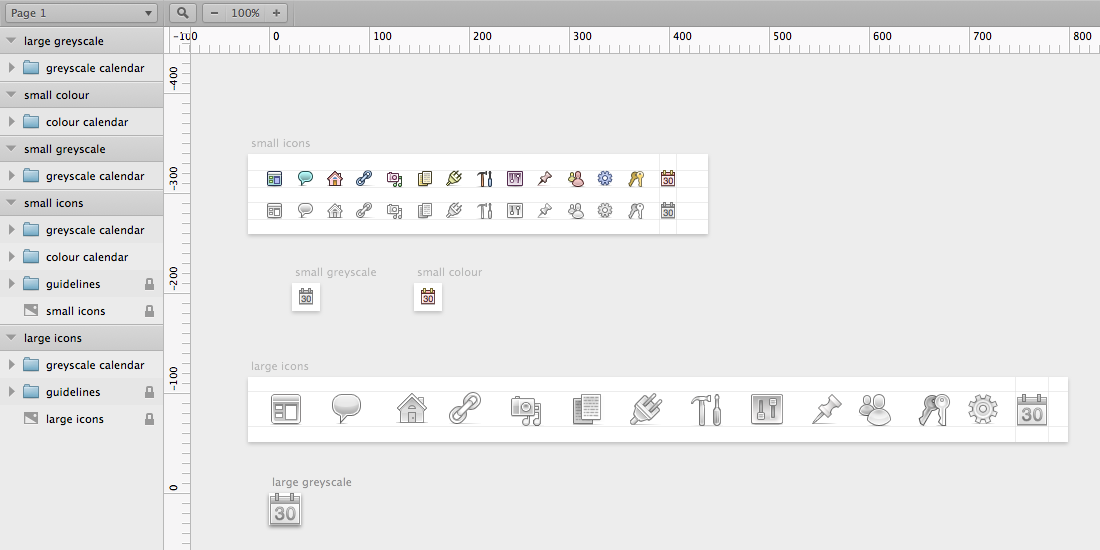 Page 1
100%
-100
0
100
200
300
400
500
600
700
800
large greyscale
greyscale calendar
small colour
colour calendar
small greyscale
greyscale calendar
small icons
greyscale calendar
colour calendar
guidelines
small icons
large icons
greyscale calendar
guidelines
large icons
-400
-300
-200
-100
0
small icons
30
30
small greyscale
small colour
30
30
large icons
30
large greyscale
30